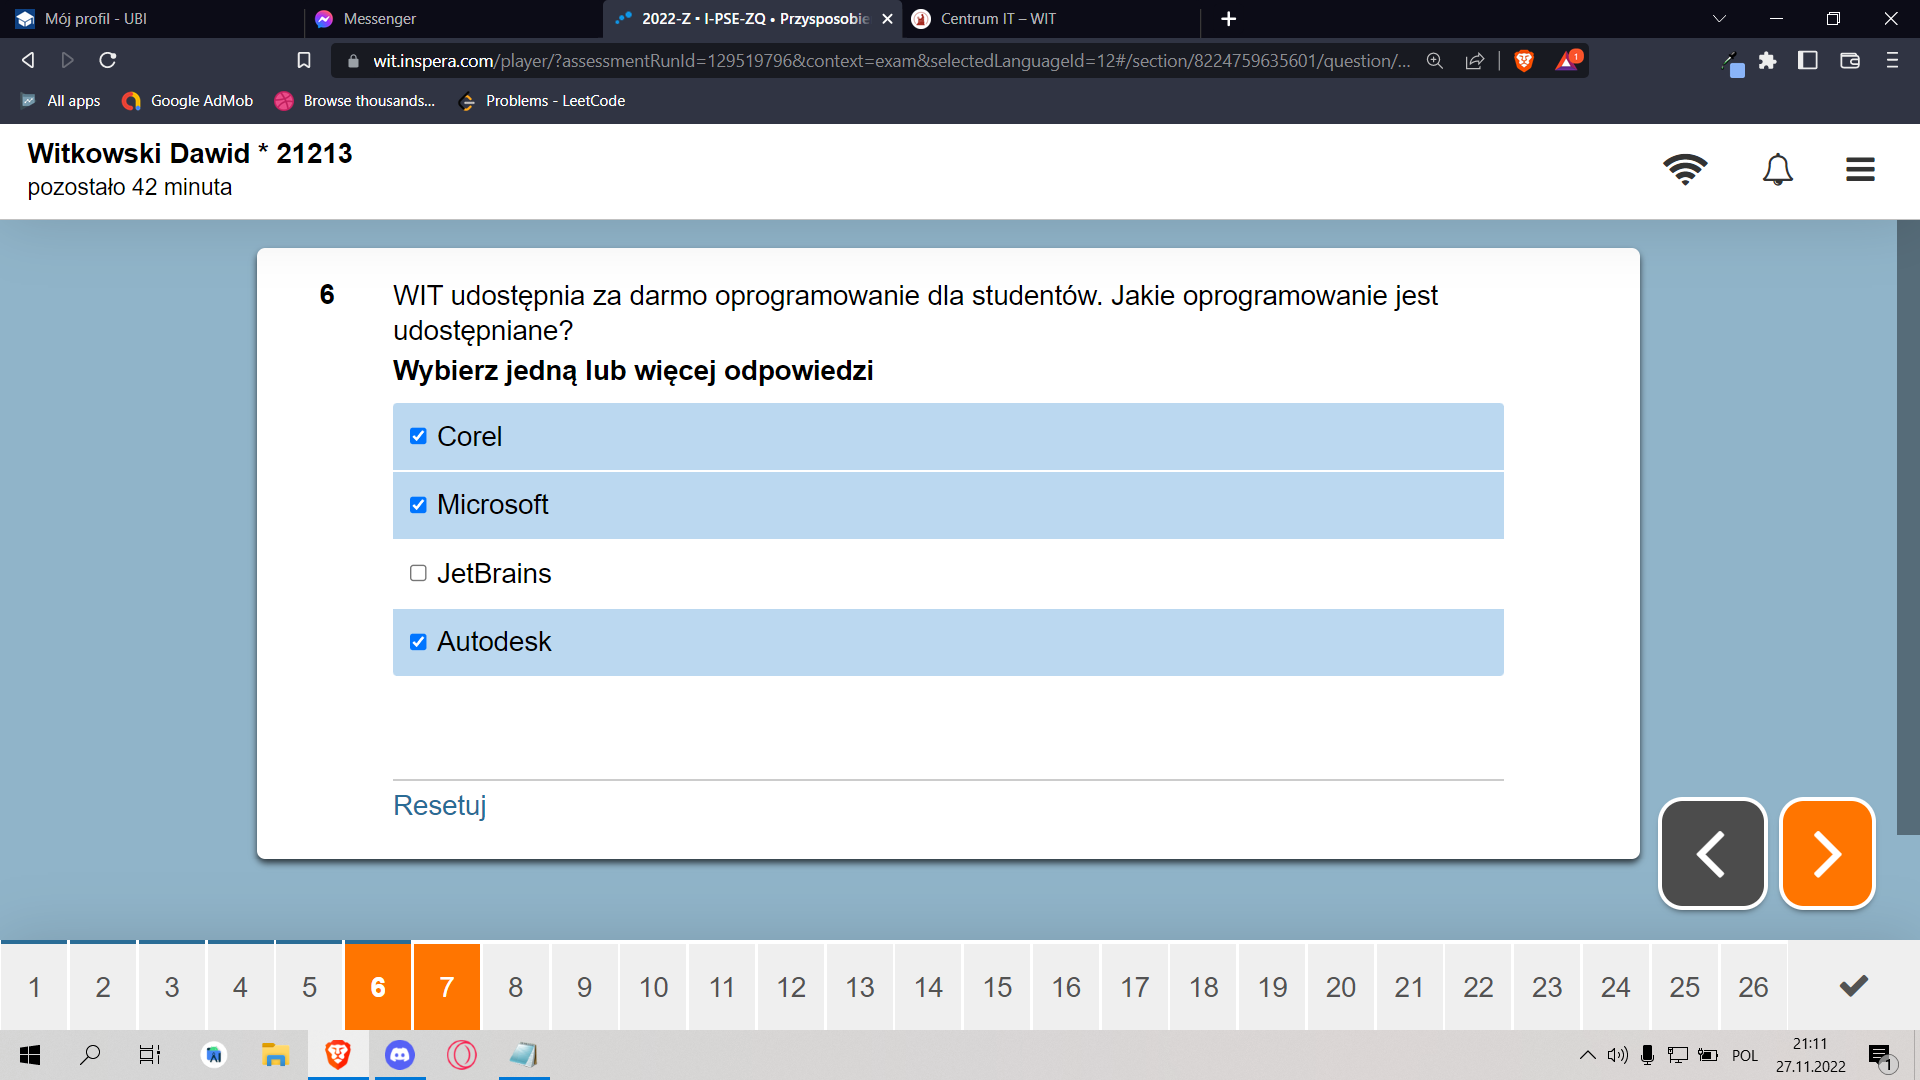 Mój profil - UBI
Messenger
2022-Z • I-PSE-ZQ • Przysposobie
Centrum IT – WIT
wit.inspera.com/player/?assessmentRunId=129519796&context=exam&selectedLanguageId=12#/section/8224759635601/question/...
1
All apps
Google AdMob
Browse thousands...
Problems - LeetCode
Witkowski Dawid * 21213
pozostało 42 minuta
6
WIT udostępnia za darmo oprogramowanie dla studentów. Jakie oprogramowanie jest
udostępniane?
Wybierz jedną lub więcej odpowiedzi
Corel
Microsoft
JetBrains
Autodesk
Resetuj
1 2 3 4 5 6 7 8 9 10 11 12 13 14 15 16 17 18 19 20 21 22 23 24 25 26
POL
21:11
27.11.2022
1